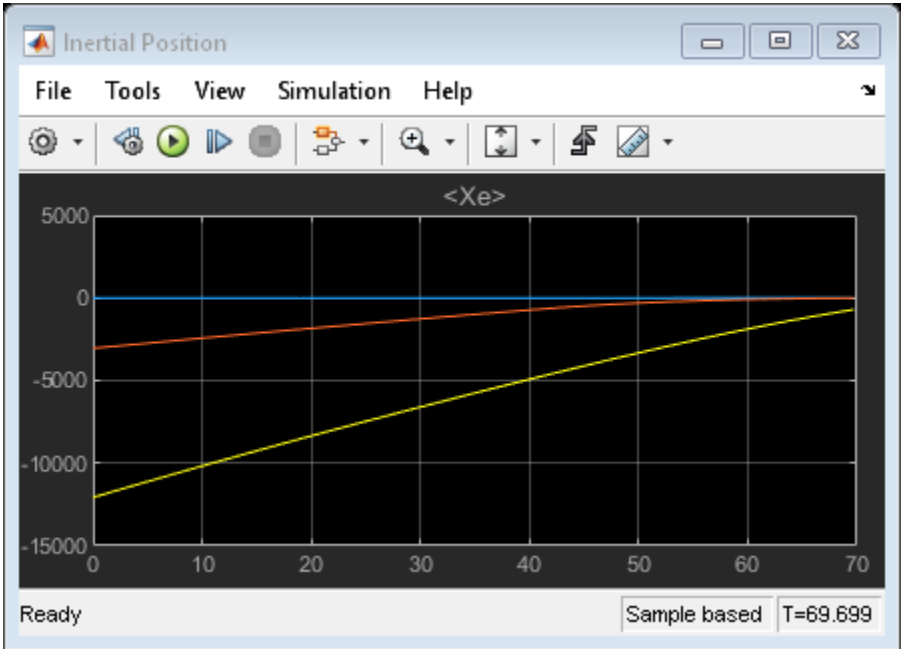 Inertial Position
File Tools View Simulation Help
<Xe>
5000
0
-5000
-10000
-15000
0 10 20 30 40 50 60 70
Ready Sample based T=69.699